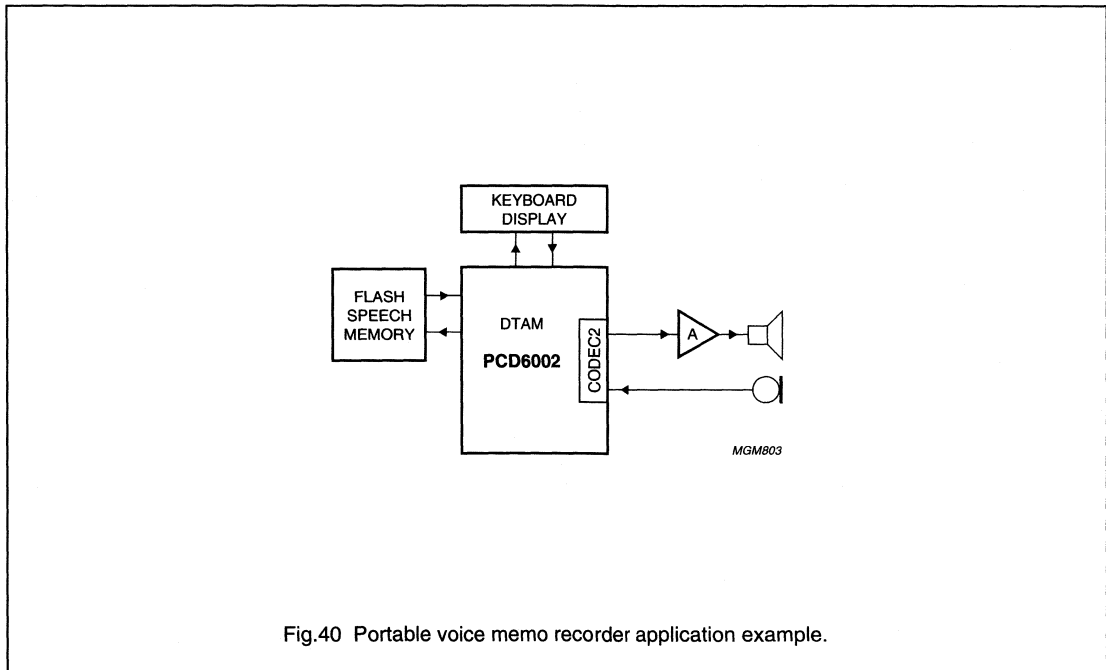 KEYBOARD
DISPLAY
FLASH
SPEECH
MEMORY
DTAM
PCD6002
CODEC2
A
MGM803
Fig.40 Portable voice memo recorder application example.